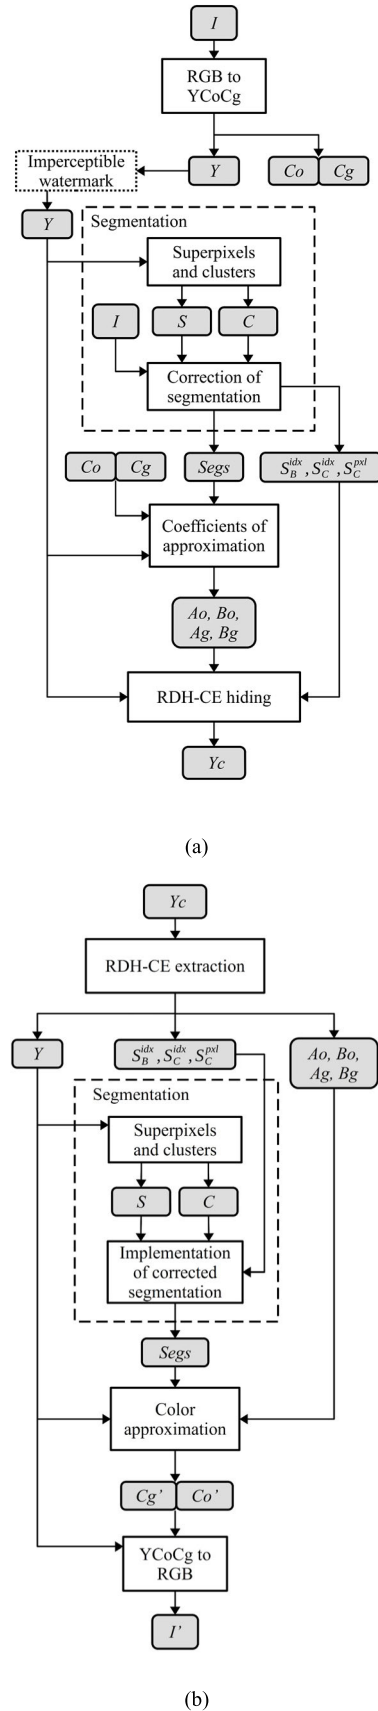 I
RGB to
YCoCg
Imperceptible
watermark
Y
Co Cg
Y
Segmentation
Superpixels
and clusters
I
S
C
Correction of
segmentation
Co Cg
Segs
S_B^{idx}, S_C^{idx}, S_C^{pxl}
Coefficients of
approximation
Ao, Bo,
Ag, Bg
RDH-CE hiding
Yc
(a)
Yc
RDH-CE extraction
Y
S_B^{idx}, S_C^{idx}, S_C^{pxl}
Ao, Bo,
Ag, Bg
Segmentation
Superpixels
and clusters
S
C
Implementation
of corrected
segmentation
Segs
Color
approximation
Cg’ Co’
YCoCg to
RGB
I’
(b)